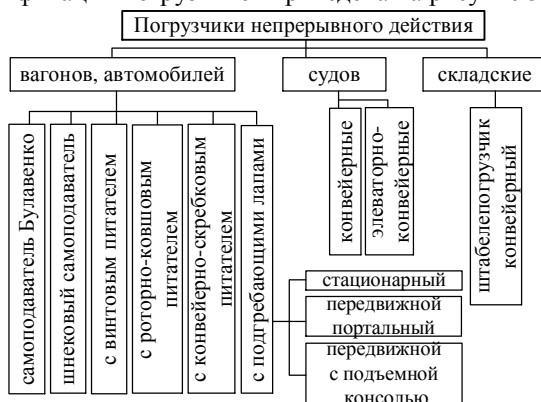 Погрузчики непрерывного действия
вагонов, автомобилей
судов
складские
самоподаватель Булавенко
шнековый самоподаватель
с винтовым питателем
с роторно-ковшовым
питателем
с конвейерно-скребковым
питателем
с подгребающими лапами
конвейерные
элеваторно-
конвейерные
штабелепогрузчик
конвейерный
стационарный
передвижной
портальный
передвижной
с подъемной
консолью